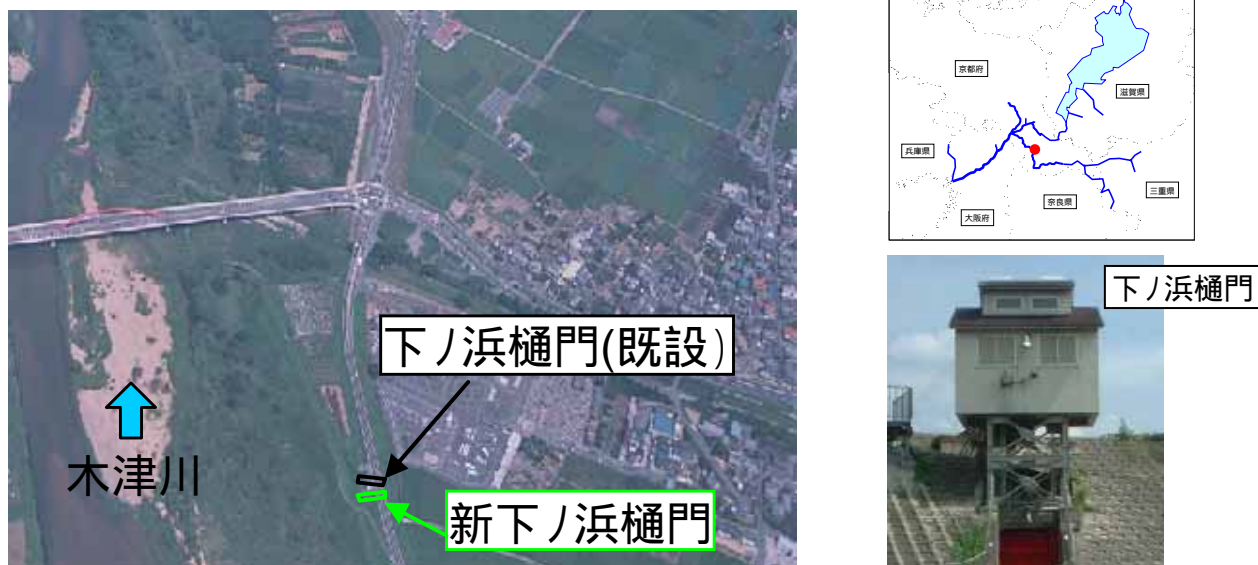 下ノ浜樋門(既設)
木津川
新下ノ浜樋門
京都府
滋賀県
兵庫県
三重県
奈良県
大阪府
下ノ浜樋門